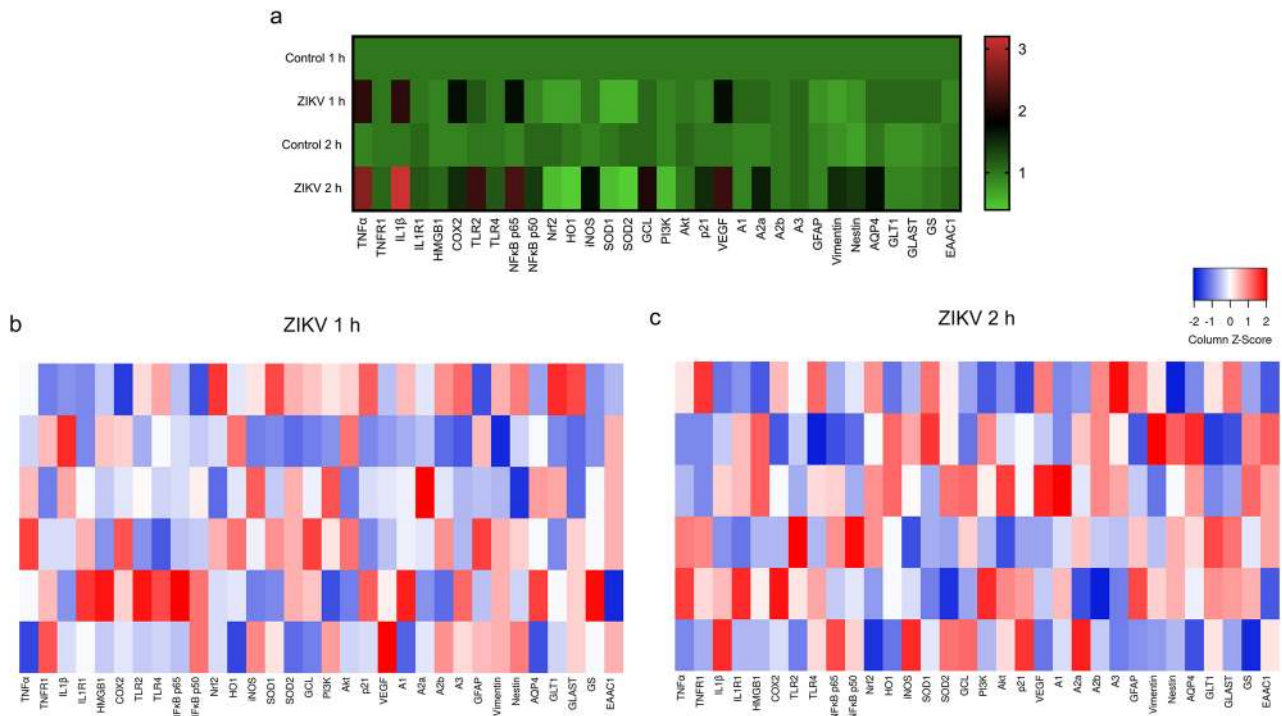 a
Control 1 h
ZIKV 1 h
Control 2 h
ZIKV 2 h
3
2
1
TNFα TNFR1 IL1β IL1R1 HMGB1 COX2 TLR2 TLR4 NFκB p65 NFκB p50 Nrf2 HO1 iNOS SOD1 SOD2 GCL PI3K Akt p21 VEGF A1 A2a A2b A3 GFAP Vimentin Nestin AQP4 GLT1 GLAST GS EAAC1
-2 -1 0 1 2
Column Z-Score
b
ZIKV 1 h
TNFα TNFR1 IL1β IL1R1 HMGB1 COX2 TLR2 TLR4 NFκB p65 NFκB p50 Nrf2 HO1 iNOS SOD1 SOD2 GCL PI3K Akt p21 VEGF A1 A2a A2b A3 GFAP Vimentin Nestin AQP4 GLT1 GLAST GS EAAC1
c
ZIKV 2 h
TNFα TNFR1 IL1β IL1R1 HMGB1 COX2 TLR2 TLR4 NFκB p65 NFκB p50 Nrf2 HO1 iNOS SOD1 SOD2 GCL PI3K Akt p21 VEGF A1 A2a A2b A3 GFAP Vimentin Nestin AQP4 GLT1 GLAST GS EAAC1